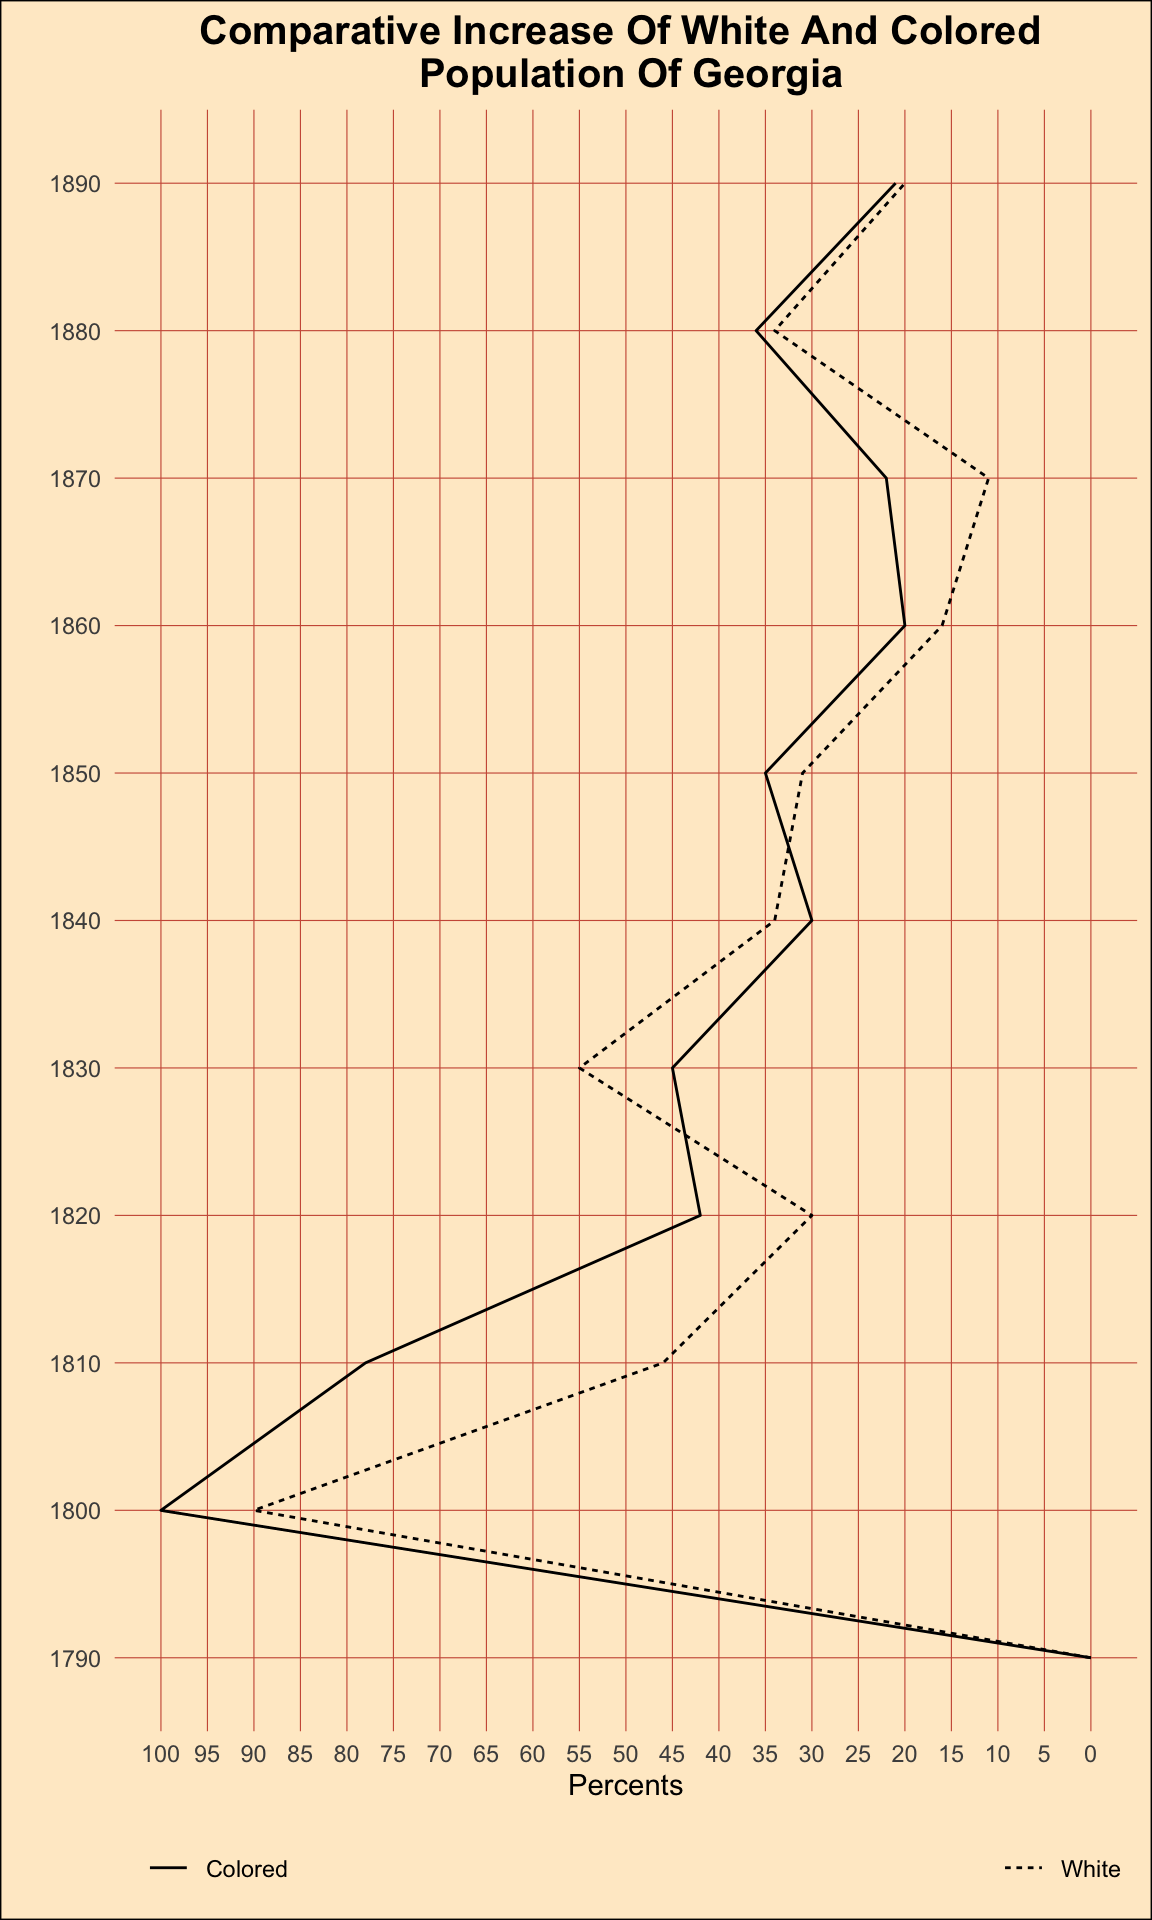 Comparative Increase Of White And Colored
Population Of Georgia
1890
1880
1870
1860
1850
1840
1830
1820
1810
1800
1790
100 95 90 85 80 75 70 65 60 55 50 45 40 35 30 25 20 15 10 5 0
Percents
Colored White